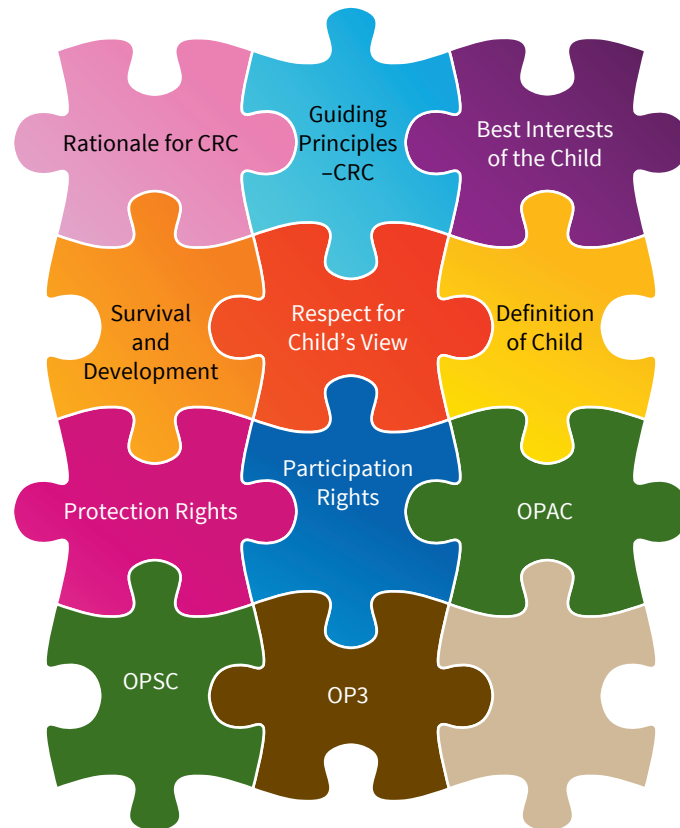 Rationale for CRC
Guiding
Principles
–CRC
Best Interests
of the Child
Survival
and
Development
Respect for
Child’s View
Definition
of Child
Protection Rights
Participation
Rights
OPAC
OPSC
OP3